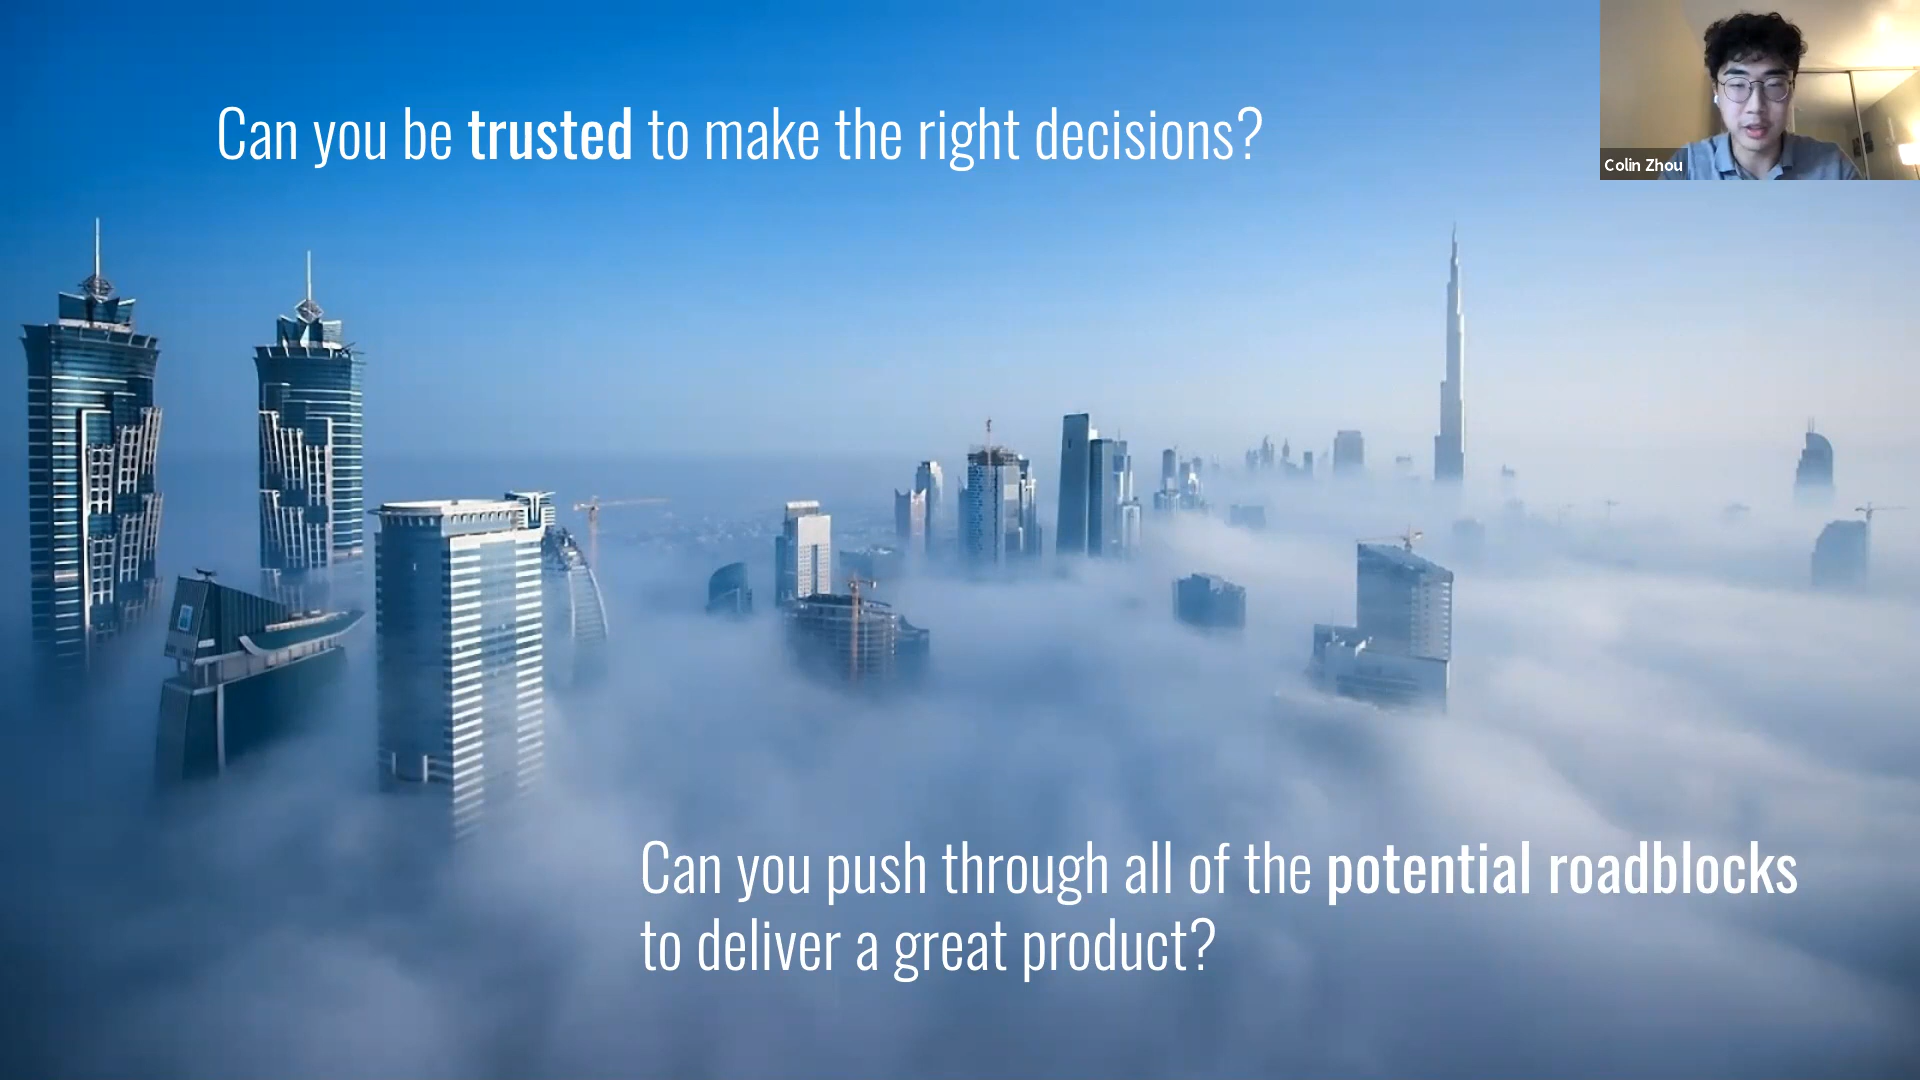 Can you be trusted to make the right decisions?
Colin Zhou
Can you push through all of the potential roadblocks
to deliver a great product?